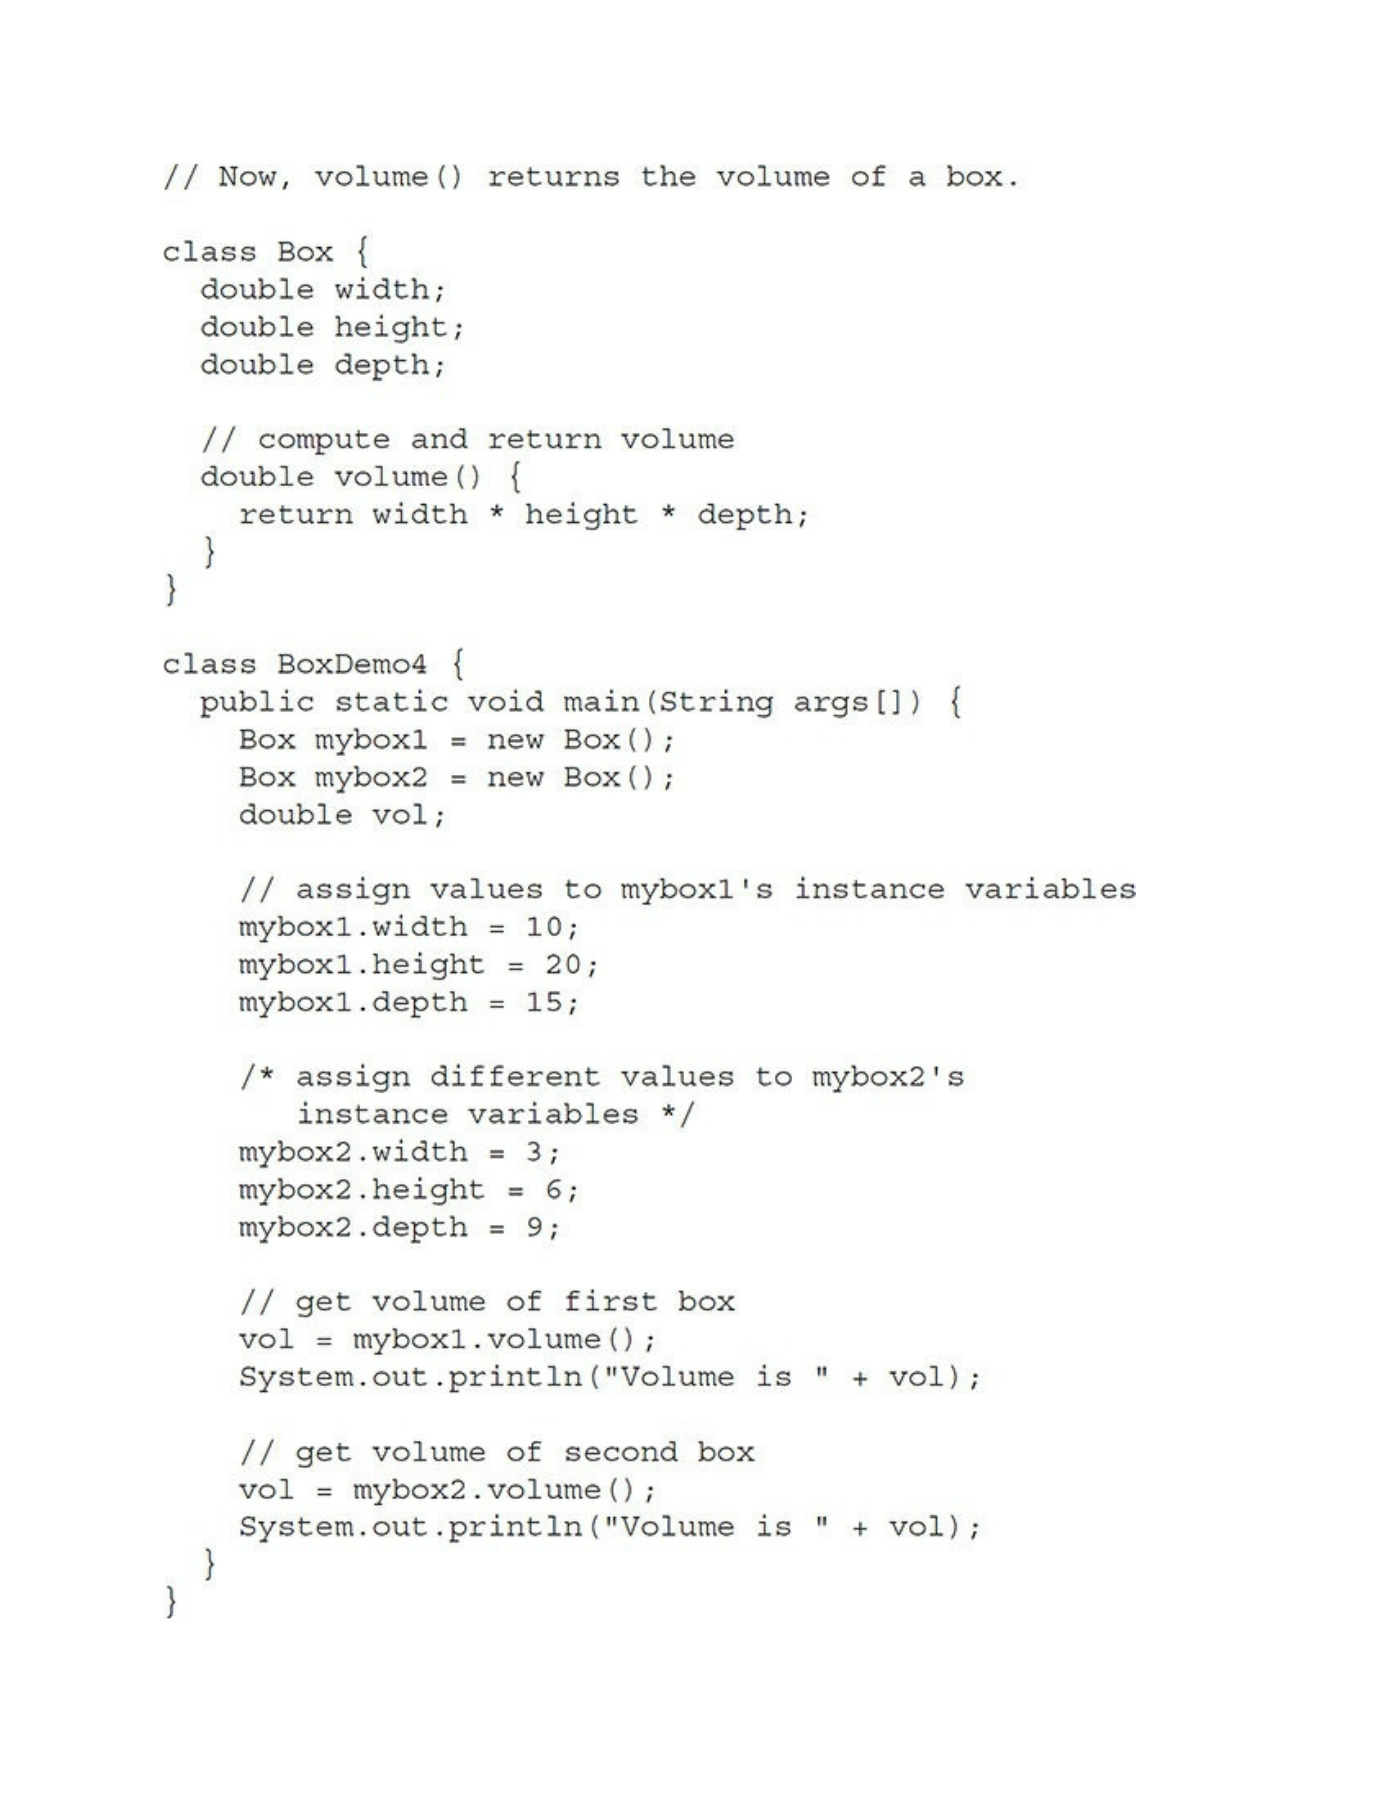 // Now, volume() returns the volume of a box.

class Box {
  double width;
  double height;
  double depth;

  // compute and return volume
  double volume() {
    return width * height * depth;
  }
}

class BoxDemo4 {
  public static void main(String args[]) {
    Box mybox1 = new Box();
    Box mybox2 = new Box();
    double vol;

    // assign values to mybox1's instance variables
    mybox1.width = 10;
    mybox1.height = 20;
    mybox1.depth = 15;

    /* assign different values to mybox2's
       instance variables */
    mybox2.width = 3;
    mybox2.height = 6;
    mybox2.depth = 9;

    // get volume of first box
    vol = mybox1.volume();
    System.out.println("Volume is " + vol);

    // get volume of second box
    vol = mybox2.volume();
    System.out.println("Volume is " + vol);
  }
}